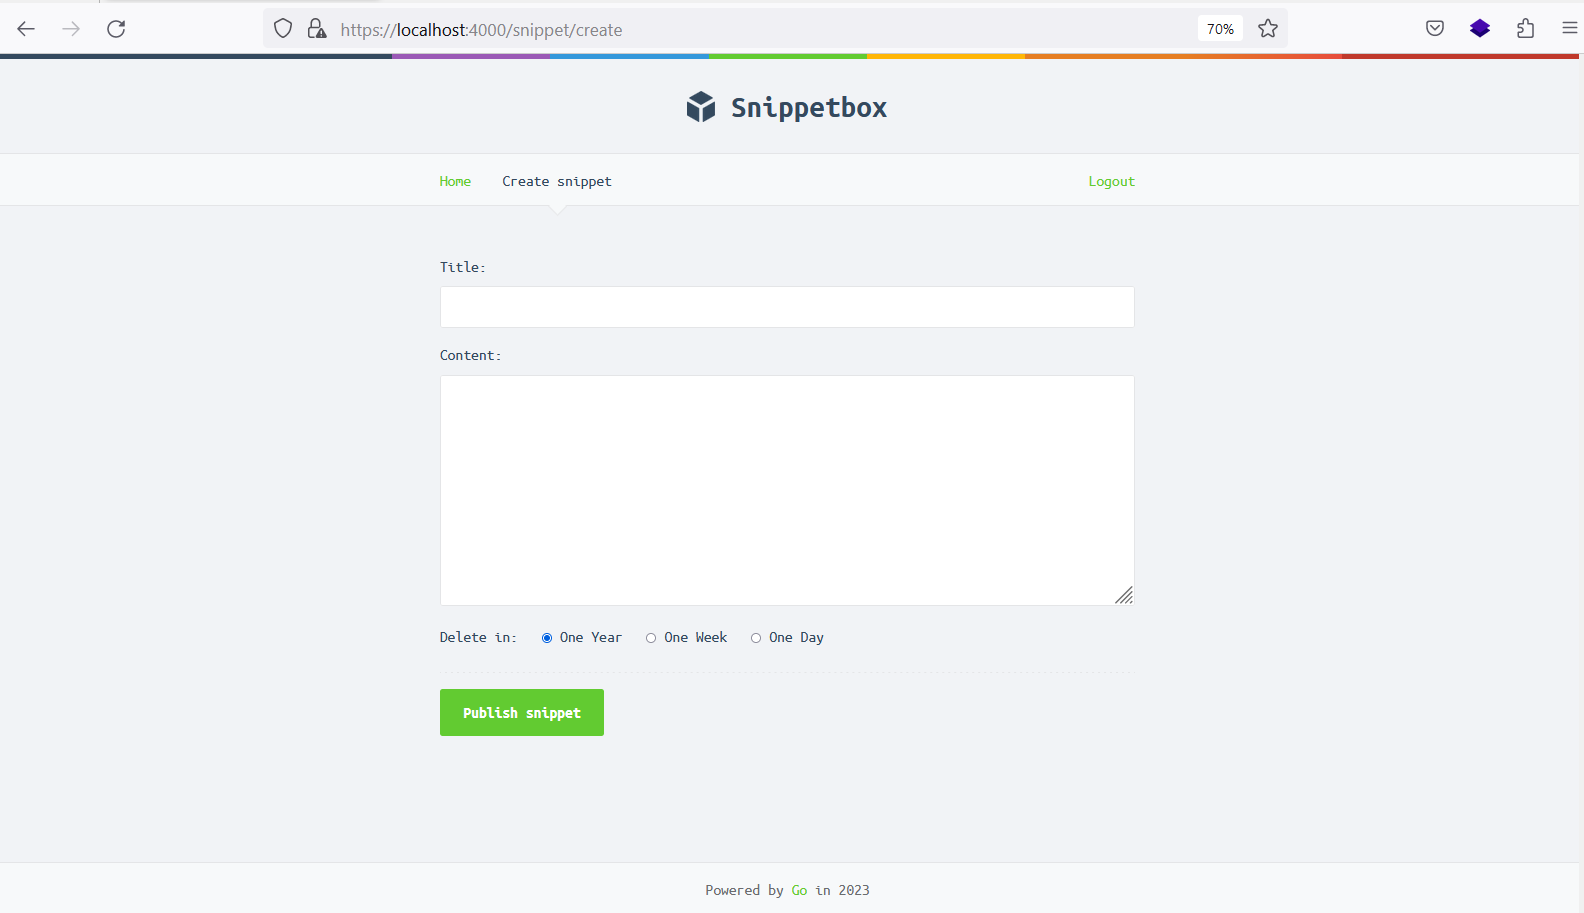 https://localhost:4000/snippet/create 70%
Snippetbox
Home Create snippet Logout
Title:
Content:
Delete in: One Year One Week One Day
Publish snippet
Powered by Go in 2023